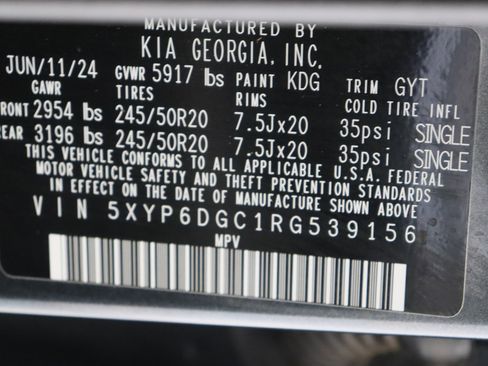 MANUFACTURED BY
KIA GEORGIA, INC.
JUN/11/24 GVWR 5917 lbs PAINT KDG TRIM GYT
GAWR TIRES RIMS COLD TIRE INFL
FRONT 2954 lbs 245/50R20 7.5Jx20 35psi SINGLE
REAR 3196 lbs 245/50R20 7.5Jx20 35psi SINGLE
THIS VEHICLE CONFORMS TO ALL APPLICABLE U.S.A. FEDERAL
MOTOR VEHICLE SAFETY AND THEFT PREVENTION STANDARDS
IN EFFECT ON THE DATE OF MANUFACTURE SHOWN ABOVE
VIN 5XYP6DGC1RG539156
MPV